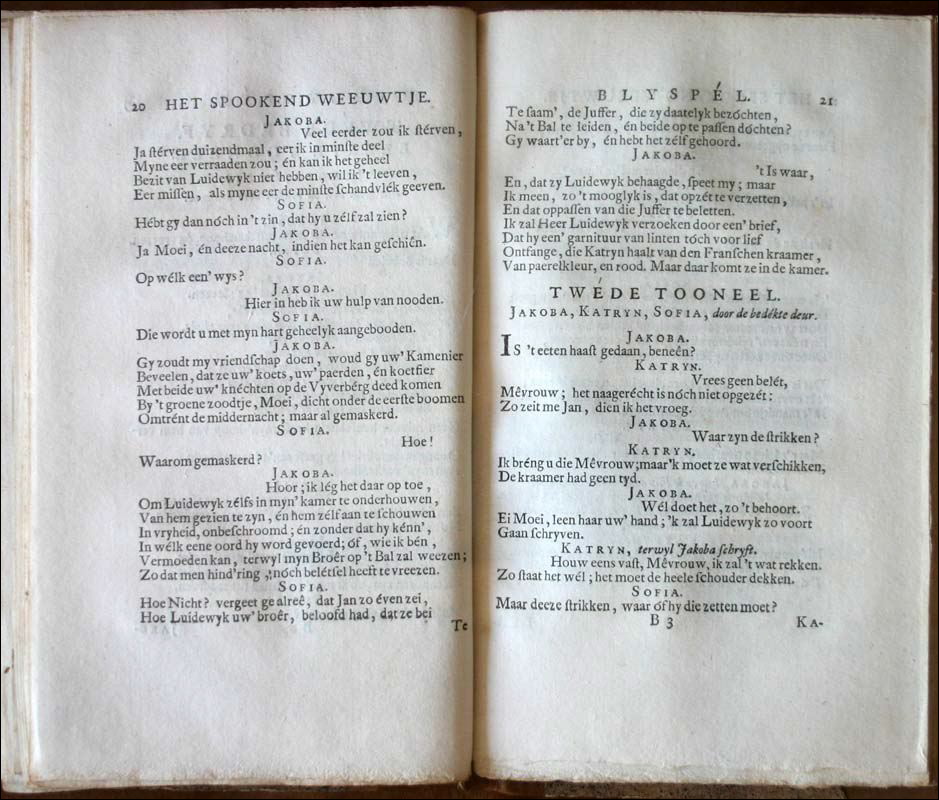 20 HET SPOOKEND WEEUWTJE.
JAKOBA.
Veel eerder zou ik stérven,
Ja stérven duizendmaal, eer ik in minste deel
Myne eer verraaden zou; én kan ik het geheel
Bezit van Luidewyk niet hebben, wil ik 't leeven,
Eer missen, als myne eer de minste schandvlék geeven.
SOFIA.
Hébt gy dan nóch in 't zin, dat hy u zélf zal zien?
JAKOBA.
Ja Moei, én deeze nacht, indien het kan geschiên.
SOFIA.
Op wélk een' wys?
JAKOBA.
Hier in heb ik uw hulp van nooden.
SOFIA.
Die wordt u met myn hart geheelyk aangebooden.
JAKOBA.
Gy zoudt my vriendschap doen, woud gy uw' Kamenier
Beveelen, dat ze uw' koets, uw' paerden, én koetsier
Met beide uw' knéchten op de Vyverbérg deed komen
By 't groene zoodtje, Moei, dicht onder de eerste boomen
Omtrént de middernacht; maar al gemaskerd.
SOFIA.
Hoe!
Waarom gemaskerd?
JAKOBA.
Hoor; ik lég het daar op toe,
Om Luidewyk zélfs in myn' kamer te onderhouwen,
Van hem gezien te zyn, én hem zélf aan te schouwen
In vryheid, onbeschroomd; én zonder dat hy kénn',
In wélk eene oord hy word gevoerd; óf, wie ik bén,
Vermoeden kan, terwyl myn Broêr op 't Bal zal weezen;
Zo dat men hind'ring, nóch belétsel heeft te vreezen.
SOFIA.
Hoe Nicht? vergeet ge alreê, dat Jan zo éven zei,
Hoe Luidewyk uw' broêr, beloofd had, dat ze bei
Te
BLYSPÉL. 21
Te saam', de Juffer, die zy daatelyk bezóchten,
Na 't Bal te leiden, én beide op te passen dóchten?
Gy waart'er by, én hebt het zélf gehoord.
JAKOBA.
't Is waar,
En, dat zy Luidewyk behaagde, speet my; maar
Ik meen, zo 't mooglyk is, dat opzét te verzetten,
En dat oppassen van die Juffer te beletten.
Ik zal Heer Luidewyk verzoeken door een' brief,
Dat hy een' garnituur van linten tóch voor lief
Ontfange, die Katryn haalt van den Franschen kraamer,
Van paerelkleur, en rood. Maar daar komt ze in de kamer.
TWÉDE TOONEEL.
JAKOBA, KATRYN, SOFIA, door de bedékte deur.
JAKOBA.
IS 't eeten haast gedaan, beneên?
KATRYN.
Vrees geen belét,
Mêvrouw; het naagerécht is nóch niet opgezét:
Zo zeit me Jan, dien ik het vroeg.
JAKOBA.
Waar zyn de strikken?
KATRYN.
Ik bréng u die Mêvrouw; maar 'k moet ze wat verschikken,
De kraamer had geen tyd.
JAKOBA.
Wél doet het, zo 't behoort.
Ei Moei, leen haar uw' hand; 'k zal Luidewyk zo voort
Gaan schryven.
KATRYN, terwyl Jakoba schryft.
Houw eens vast, Mêvrouw, ik zal 't wat rekken.
Zo staat het wél; het moet de heele schouder dekken.
SOFIA.
Maar deeze strikken, waar óf hy die zetten moet?
B 3 KA-